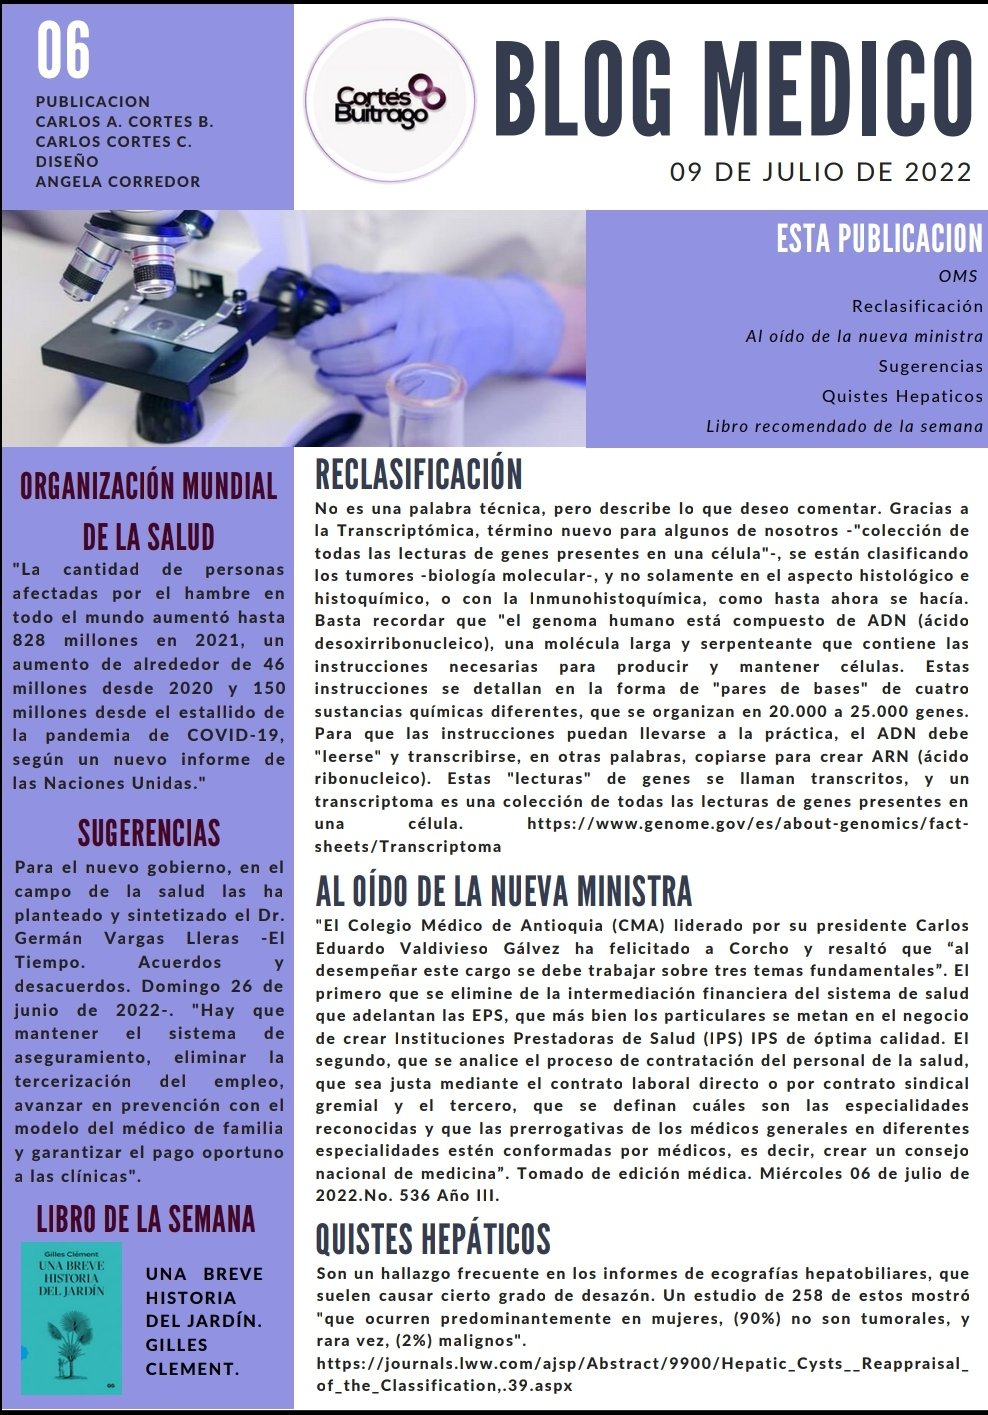 06
PUBLICACION
CARLOS A. CORTES B.
CARLOS CORTES C.
DISEÑO
ANGELA CORREDOR
Cortés
Buitrago
BLOG MEDICO
09 DE JULIO DE 2022
ESTA PUBLICACION
OMS
Reclasificación
Al oído de la nueva ministra
Sugerencias
Quistes Hepaticos
Libro recomendado de la semana
ORGANIZACIÓN MUNDIAL
DE LA SALUD
"La cantidad de personas
afectadas por el hambre en
todo el mundo aumentó hasta
828 millones en 2021, un
aumento de alrededor de 46
millones desde 2020 y 150
millones desde el estallido de
la pandemia de COVID-19,
según un nuevo informe de
las Naciones Unidas."
SUGERENCIAS
Para el nuevo gobierno, en el
campo de la salud las ha
planteado y sintetizado el Dr.
Germán Vargas Lleras -El
Tiempo. Acuerdos y
desacuerdos. Domingo 26 de
junio de 2022-. "Hay que
mantener el sistema de
aseguramiento, eliminar la
tercerización del empleo,
avanzar en prevención con el
modelo del médico de familia
y garantizar el pago oportuno
a las clínicas".
LIBRO DE LA SEMANA
Gilles Clément
UNA BREVE
HISTORIA
DEL JARDÍN
GG
UNA BREVE
HISTORIA
DEL JARDÍN.
GILLES
CLEMENT.
RECLASIFICACIÓN
No es una palabra técnica, pero describe lo que deseo comentar. Gracias a
la Transcriptómica, término nuevo para algunos de nosotros -"colección de
todas las lecturas de genes presentes en una célula"-, se están clasificando
los tumores -biología molecular-, y no solamente en el aspecto histológico e
histoquímico, o con la Inmunohistoquímica, como hasta ahora se hacía.
Basta recordar que "el genoma humano está compuesto de ADN (ácido
desoxirribonucleico), una molécula larga y serpenteante que contiene las
instrucciones necesarias para producir y mantener células. Estas
instrucciones se detallan en la forma de "pares de bases" de cuatro
sustancias químicas diferentes, que se organizan en 20.000 a 25.000 genes.
Para que las instrucciones puedan llevarse a la práctica, el ADN debe
"leerse" y transcribirse, en otras palabras, copiarse para crear ARN (ácido
ribonucleico). Estas "lecturas" de genes se llaman transcritos, y un
transcriptoma es una colección de todas las lecturas de genes presentes en
una célula. https://www.genome.gov/es/about-genomics/fact-
sheets/Transcriptoma
AL OÍDO DE LA NUEVA MINISTRA
"El Colegio Médico de Antioquia (CMA) liderado por su presidente Carlos
Eduardo Valdivieso Gálvez ha felicitado a Corcho y resaltó que “al
desempeñar este cargo se debe trabajar sobre tres temas fundamentales”. El
primero que se elimine de la intermediación financiera del sistema de salud
que adelantan las EPS, que más bien los particulares se metan en el negocio
de crear Instituciones Prestadoras de Salud (IPS) IPS de óptima calidad. El
segundo, que se analice el proceso de contratación del personal de la salud,
que sea justa mediante el contrato laboral directo o por contrato sindical
gremial y el tercero, que se definan cuáles son las especialidades
reconocidas y que las prerrogativas de los médicos generales en diferentes
especialidades estén conformadas por médicos, es decir, crear un consejo
nacional de medicina”. Tomado de edición médica. Miércoles 06 de julio de
2022.No. 536 Año III.
QUISTES HEPÁTICOS
Son un hallazgo frecuente en los informes de ecografías hepatobiliares, que
suelen causar cierto grado de desazón. Un estudio de 258 de estos mostró
"que ocurren predominantemente en mujeres, (90%) no son tumorales, y
rara vez, (2%) malignos".
https://journals.lww.com/ajsp/Abstract/9900/Hepatic_Cysts__Reappraisal_
of_the_Classification,.39.aspx